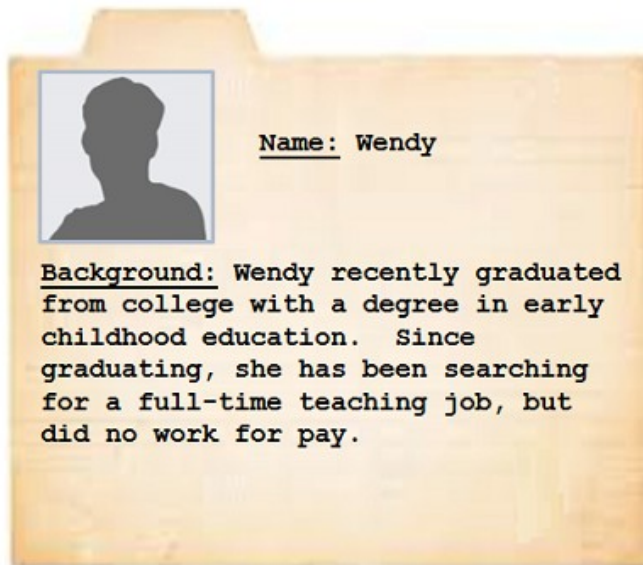 Name: Wendy
Background: Wendy recently graduated
from college with a degree in early
childhood education.  Since
graduating, she has been searching
for a full-time teaching job, but
did no work for pay.